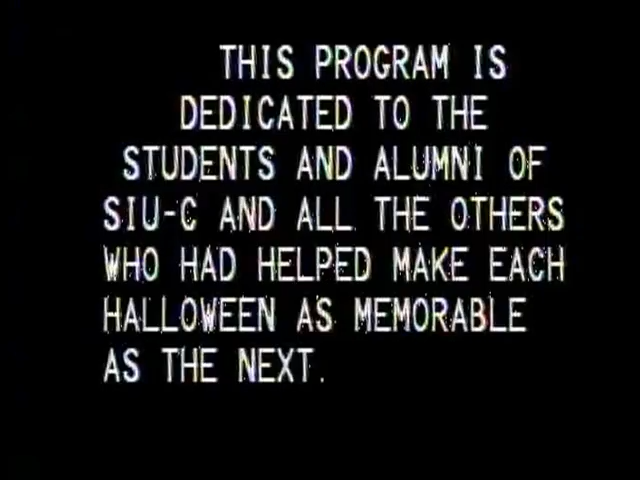 THIS PROGRAM IS
DEDICATED TO THE
STUDENTS AND ALUMNI OF
SIU-C AND ALL THE OTHERS
WHO HAD HELPED MAKE EACH
HALLOWEEN AS MEMORABLE
AS THE NEXT.